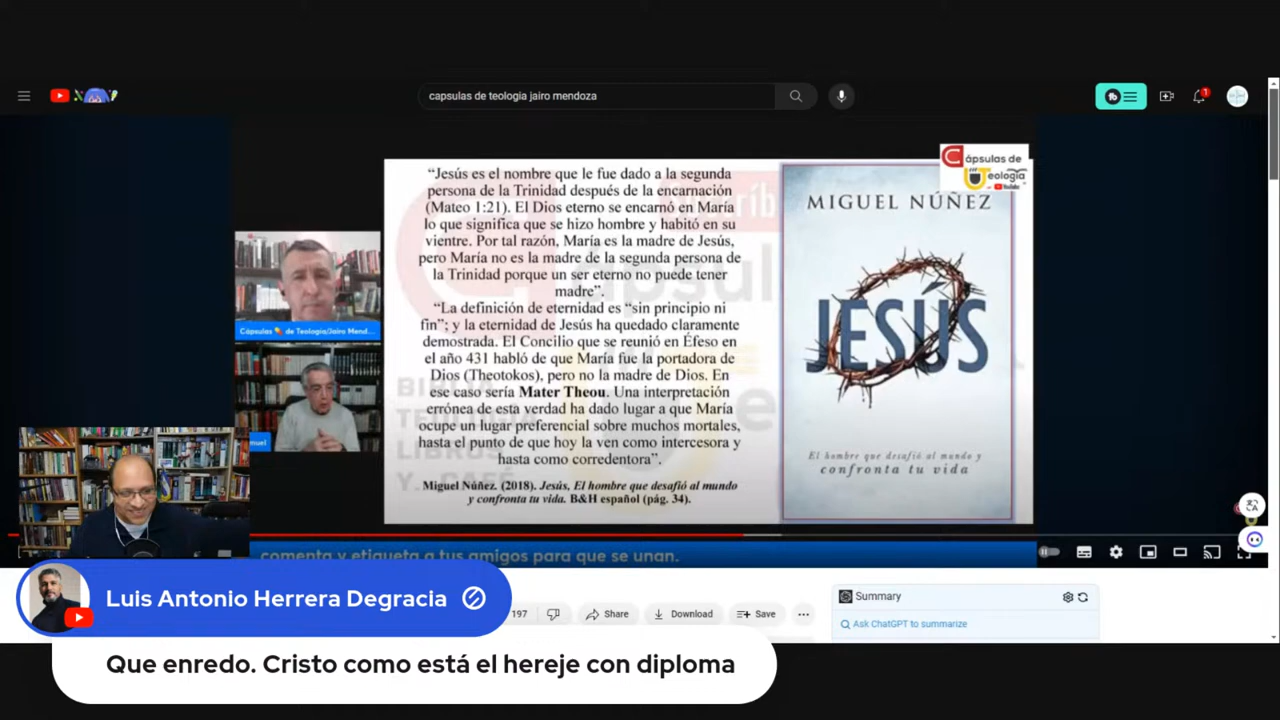 capsulas de teologia jairo mendoza
1
Cápsulas de
Teología
YouTube
“Jesús es el nombre que le fue dado a la segunda
persona de la Trinidad después de la encarnación
(Mateo 1:21). El Dios eterno se encarnó en María
lo que significa que se hizo hombre y habitó en su
vientre. Por tal razón, María es la madre de Jesús,
pero María no es la madre de la segunda persona de
la Trinidad porque un ser eterno no puede tener
madre”.
“La definición de eternidad es “sin principio ni
fin”; y la eternidad de Jesús ha quedado claramente
demostrada. El Concilio que se reunió en Éfeso en
el año 431 habló de que María fue la portadora de
Dios (Theotokos), pero no la madre de Dios. En
ese caso sería Mater Theou. Una interpretación
errónea de esta verdad ha dado lugar a que María
ocupe un lugar preferencial sobre muchos mortales,
hasta el punto de que hoy la ven como intercesora y
hasta como corredentora”.
Miguel Núñez. (2018). Jesús, El hombre que desafió al mundo
y confronta tu vida. B&H español (pág. 34).
MIGUEL NÚÑEZ
JESÚS
El hombre que desafió al mundo y
confronta tu vida
Cápsulas de Teología/Jairo Mend...
muel
BIBLIA
TEOLOGIA
LIBROS
Y CAFÉ
comenta y etiqueta a tus amigos para que se unan.
197
Share
Download
Save
Summary
Ask ChatGPT to summarize
Luis Antonio Herrera Degracia
Que enredo. Cristo como está el hereje con diploma